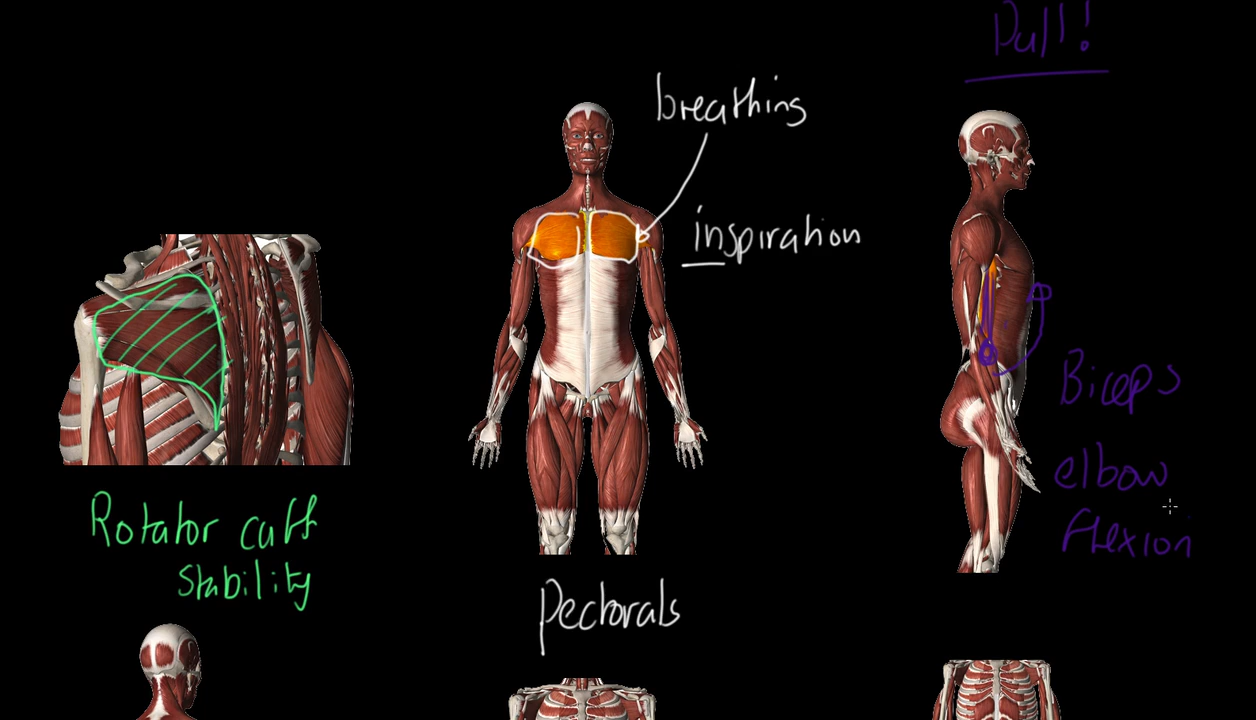 Pull!
breathing
inspiration
Biceps
elbow
flexion
Rotator cuff
stability
Pectorals